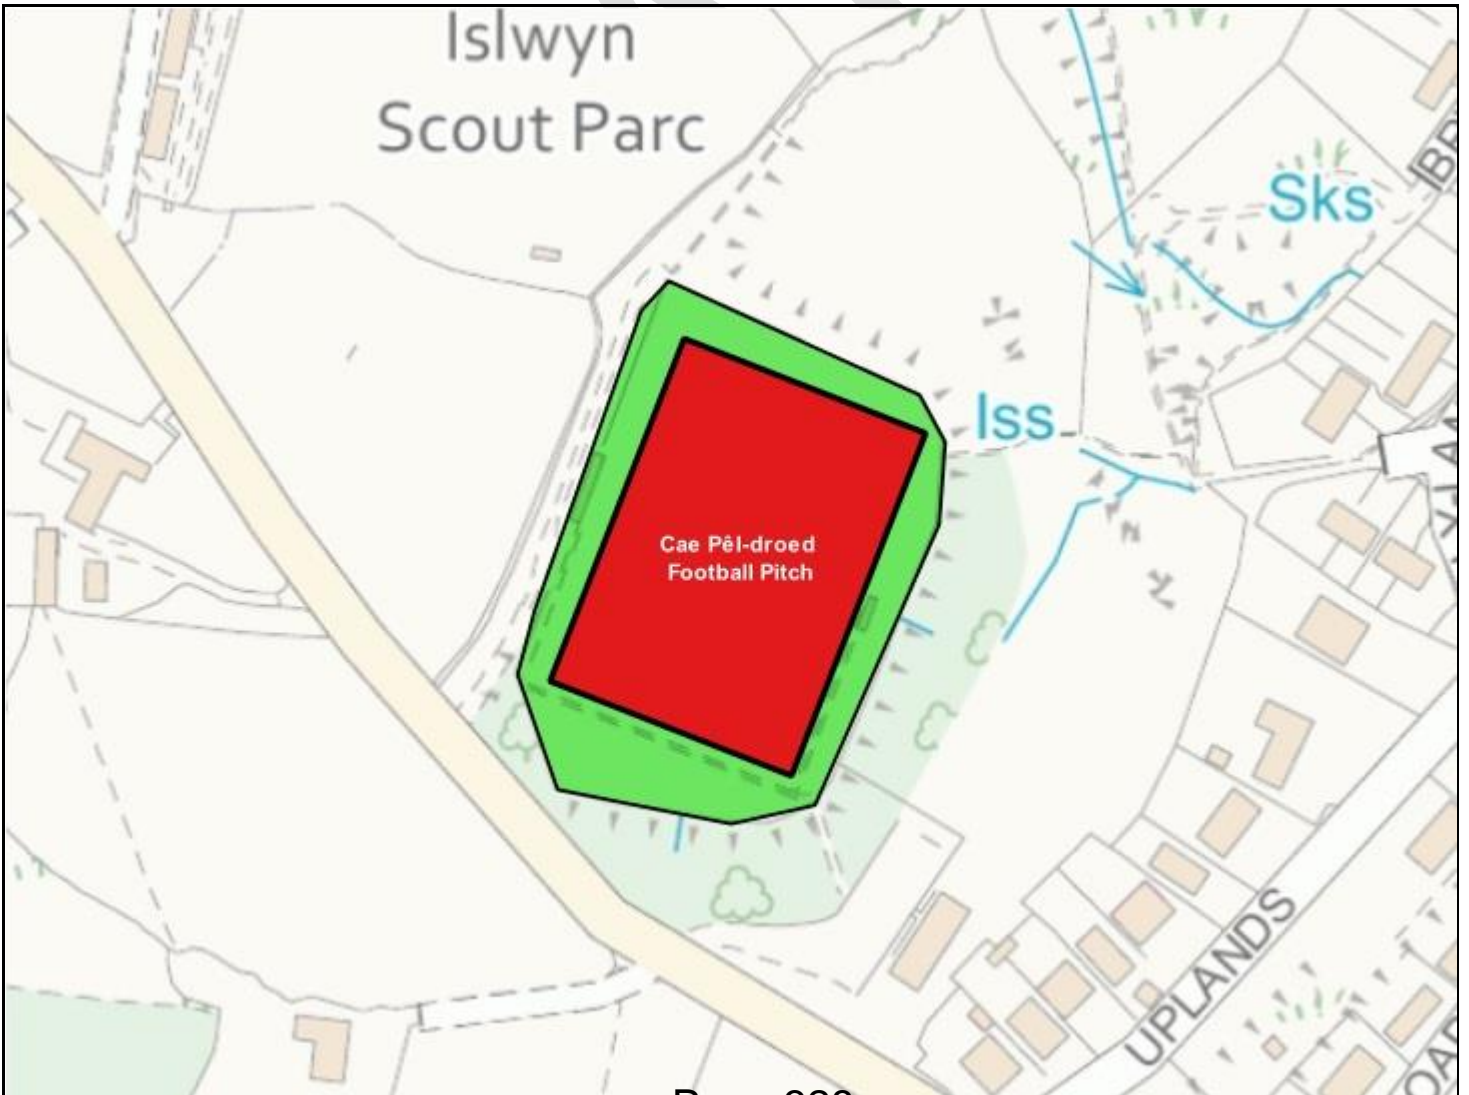 Islwyn
Scout Parc
Sks
Iss
Cae Pêl-droed
Football Pitch
UPLANDS